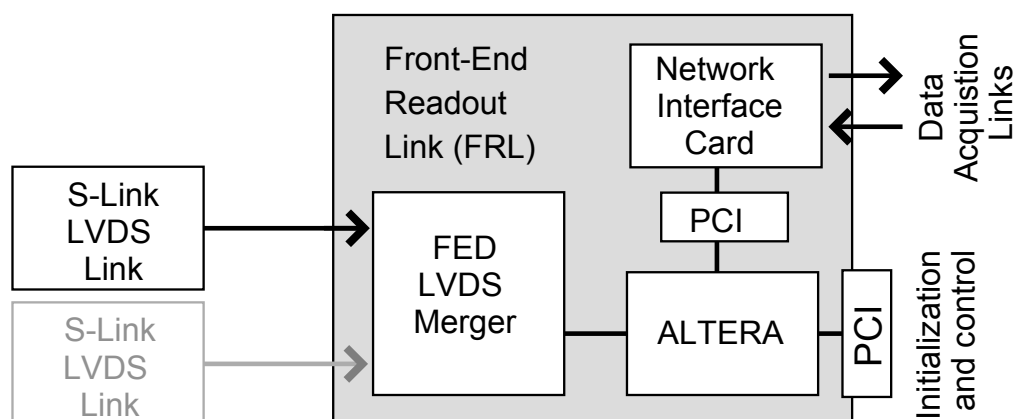 Front-End
Readout
Link (FRL)
Network
Interface
Card
Data
Acquistion
Links
S-Link
LVDS
Link
PCI
FED
LVDS
Merger
ALTERA
PCI
Initialization
and control
S-Link
LVDS
Link